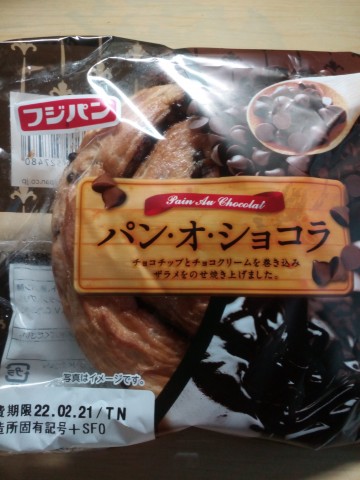 フジパン
Pain Au Chocolat
パン・オ・ショコラ
チョコチップとチョコクリームを巻き込み
ザラメをのせ焼き上げました。
写真はイメージです。
費期限22.02.21/TN
造所固有記号+SF0